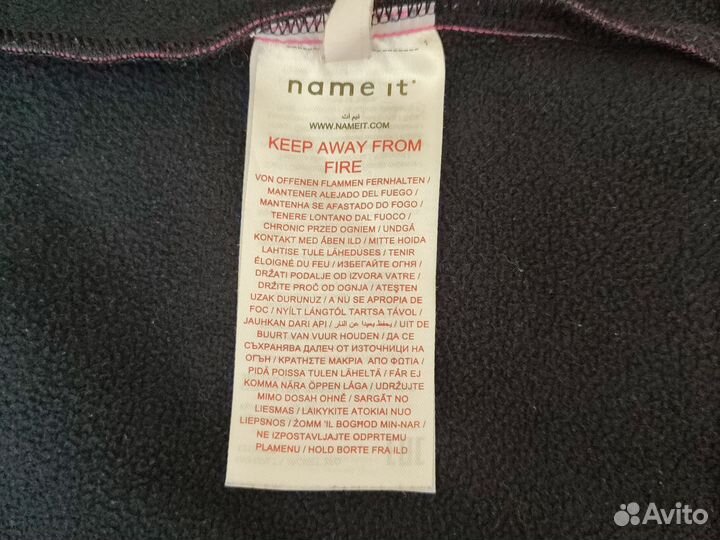 name it
نيم ات
WWW.NAMEIT.COM
KEEP AWAY FROM
FIRE
VON OFFENEN FLAMMEN FERNHALTEN /
MANTENER ALEJADO DEL FUEGO /
MANTENHA SE AFASTADO DO FOGO /
TENERE LONTANO DAL FUOCO /
CHRONIC PRZED OGNIEM / UNDGÅ
KONTAKT MED ÅBEN ILD / MITTE HOIDA
LAHTISE TULE LÄHEDUSES / TENIR
ÉLOIGNÉ DU FEU / ИЗБЕГАЙТЕ ОГНЯ /
DRŽATI PODALJE OD IZVORA VATRE /
DRŽITE PROČ OD OGNJA / ATEŞTEN
UZAK DURUNUZ / A NU SE APROPIA DE
FOC / NYÍLT LÁNGTÓL TARTSA TÁVOL /
JAUHKAN DARI API / يحفظ بعيدا عن النار / UIT DE
BUURT VAN VUUR HOUDEN / ДА СЕ
СЪХРАНЯВА ДАЛЕЧ ОТ ИЗТОЧНИЦИ НА
ОГЪН / ΚΡΑΤΗΣΤΕ ΜΑΚΡΙΑ ΑΠΟ ΦΩΤΙΑ /
PIDÄ POISSA TULEN LÄHELTÄ / FÅR EJ
KOMMA NÄRA ÖPPEN LÅGA / UDRŽUJTE
MIMO DOSAH OHNĚ / SARGĀT NO
LIESMAS / LAIKYKITE ATOKIAI NUO
LIEPSNOS / ŻOMM 'IL BOGĦOD MIN-NAR /
NE IZPOSTAVLJAJTE ODPRTEMU
PLAMENU / HOLD BORTE FRA ILD
Avito